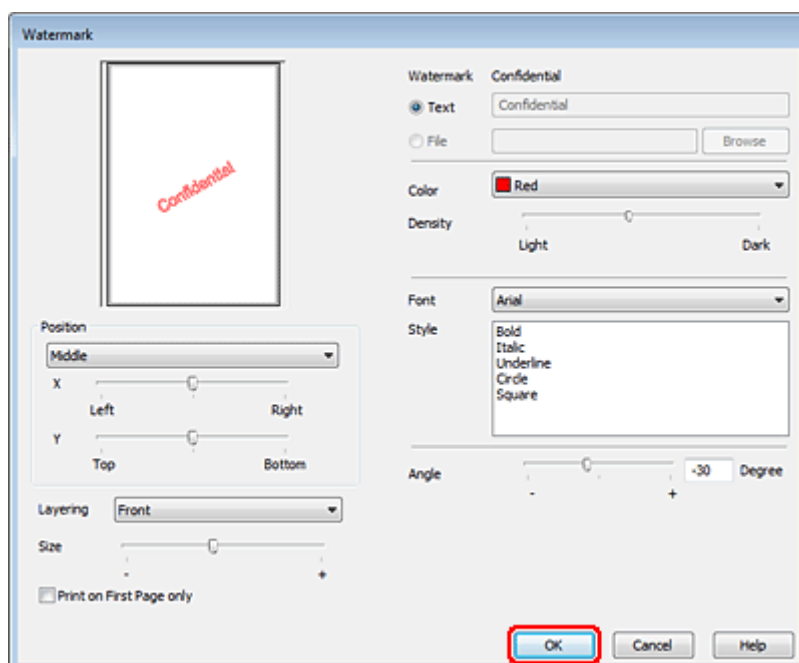 Watermark
Confidential
Position
Middle
X
Left Right
Y
Top Bottom
Layering Front
Size
- +
Print on First Page only
Watermark Confidential
Text Confidential
File Browse
Color Red
Density
Light Dark
Font Arial
Style Bold
Italic
Underline
Circle
Square
Angle -30 Degree
- +
OK Cancel Help